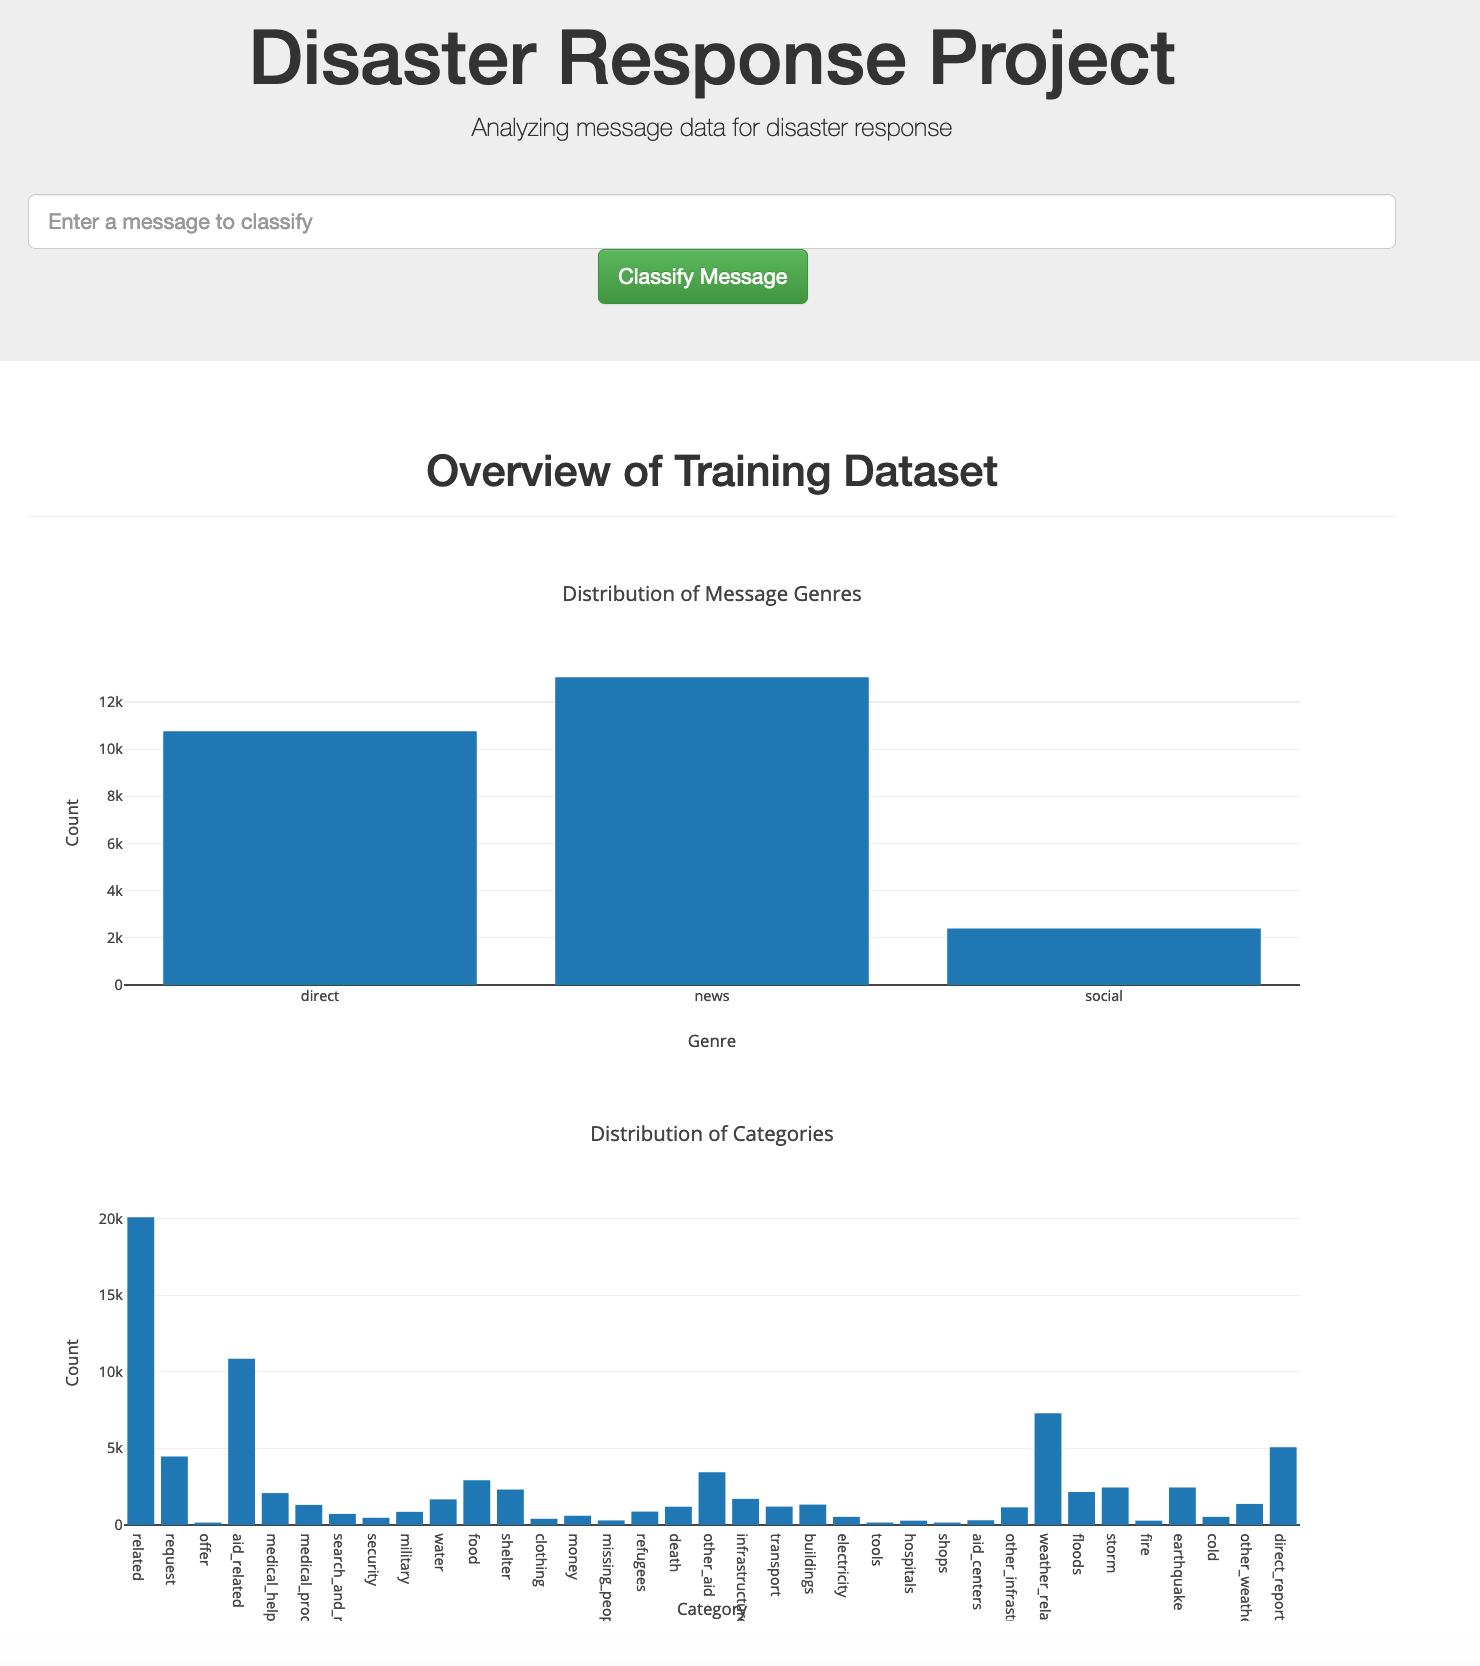 Disaster Response Project
Analyzing message data for disaster response
Enter a message to classify
Classify Message
Overview of Training Dataset
Distribution of Message Genres
12k
10k
8k
6k
4k
2k
0
Count
direct
news
social
Genre
Distribution of Categories
20k
15k
10k
5k
0
Count
related
request
offer
aid_related
medical_help
medical_proc
search_and_r
security
military
water
food
shelter
clothing
money
missing_peop
refugees
death
other_aid
infrastructure
transport
buildings
electricity
tools
hospitals
shops
aid_centers
other_infrast
weather_rela
floods
storm
fire
earthquake
cold
other_weathe
direct_report
Category